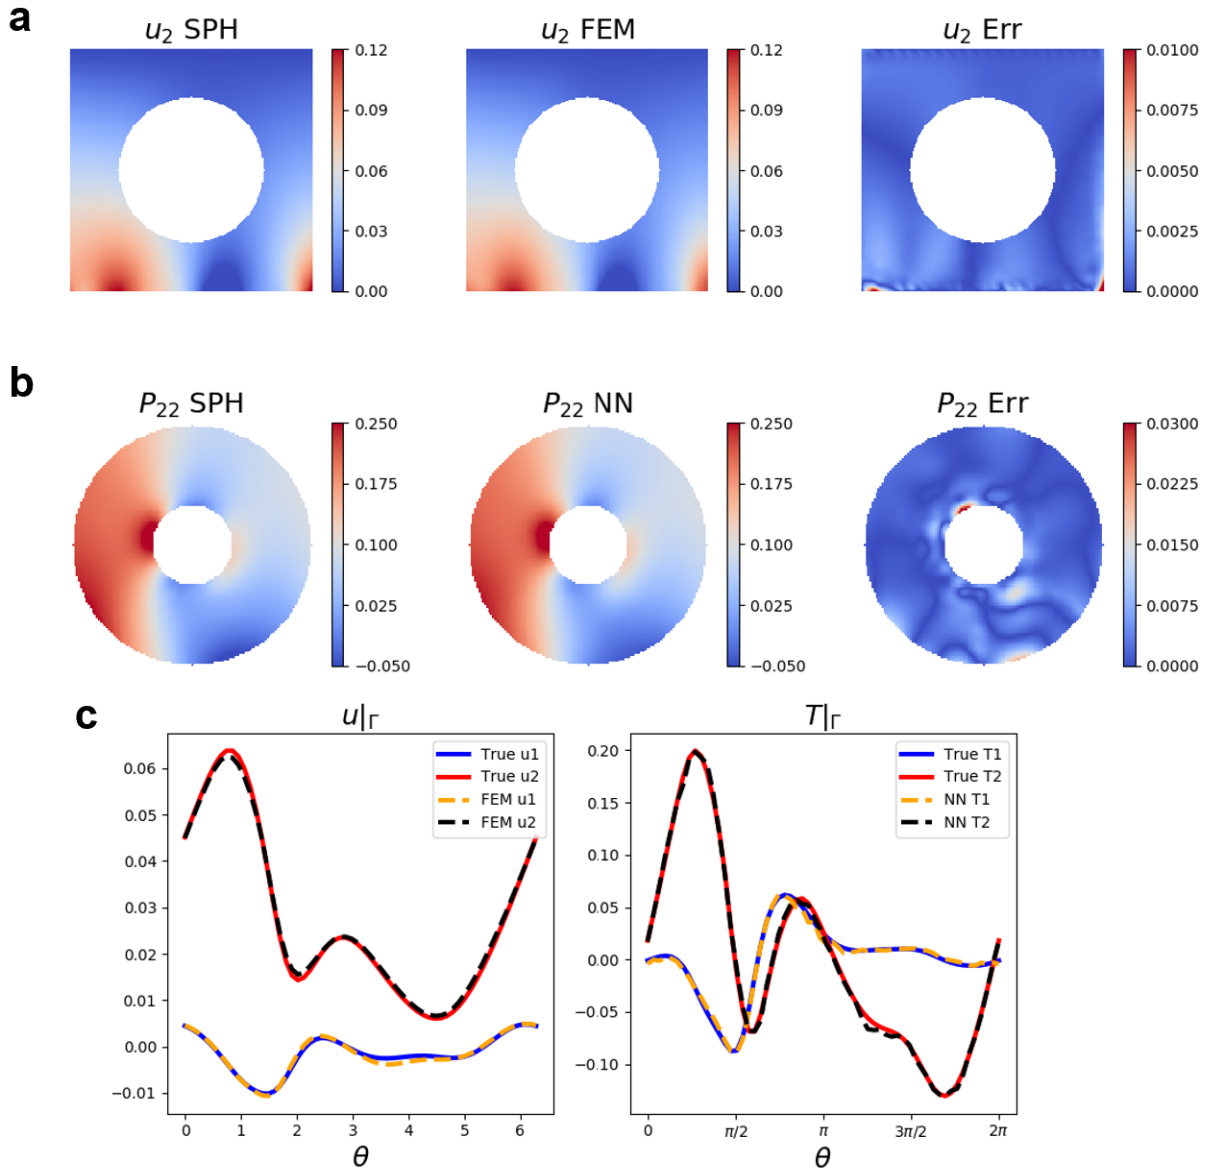 a
u2 SPH
u2 FEM
u2 Err
0.12
0.09
0.06
0.03
0.00
0.12
0.09
0.06
0.03
0.00
0.0100
0.0075
0.0050
0.0025
0.0000
b
P22 SPH
P22 NN
P22 Err
0.250
0.175
0.100
0.025
−0.050
0.250
0.175
0.100
0.025
−0.050
0.0300
0.0225
0.0150
0.0075
0.0000
c
u|Γ
True u1
True u2
FEM u1
FEM u2
0.06
0.05
0.04
0.03
0.02
0.01
0.00
−0.01
0 1 2 3 4 5 6
θ
T|Γ
True T1
True T2
NN T1
NN T2
0.20
0.15
0.10
0.05
0.00
−0.05
−0.10
0 π/2 π 3π/2 2π
θ